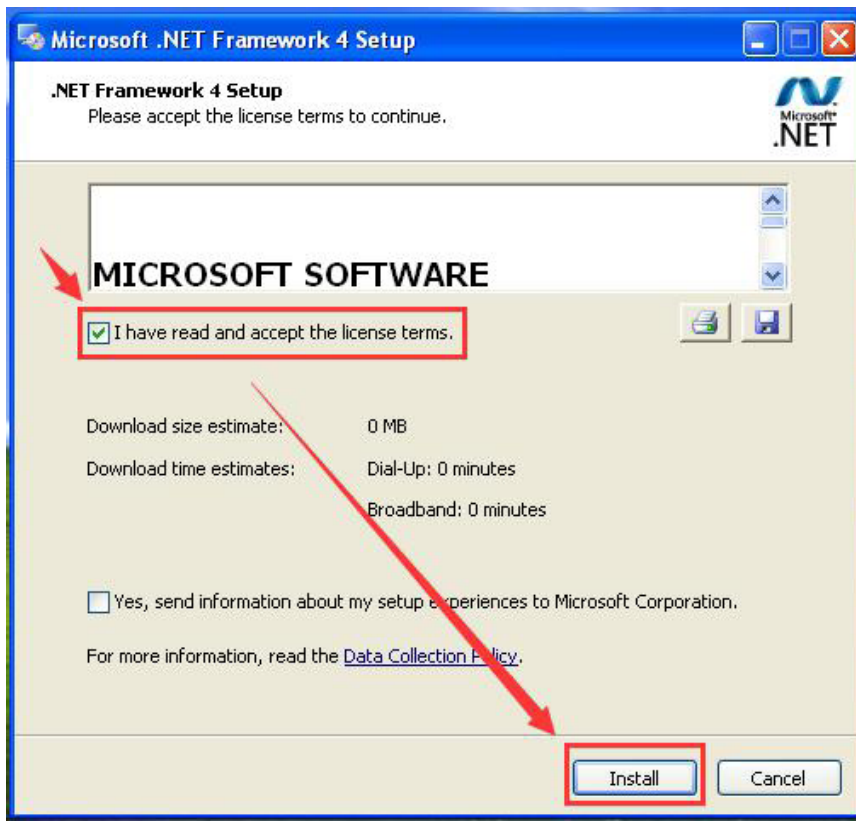 Microsoft .NET Framework 4 Setup
.NET Framework 4 Setup
Please accept the license terms to continue.
Microsoft®
.NET
MICROSOFT SOFTWARE
I have read and accept the license terms.
Download size estimate: 0 MB
Download time estimates: Dial-Up: 0 minutes
Broadband: 0 minutes
Yes, send information about my setup experiences to Microsoft Corporation.
For more information, read the Data Collection Policy.
Install Cancel